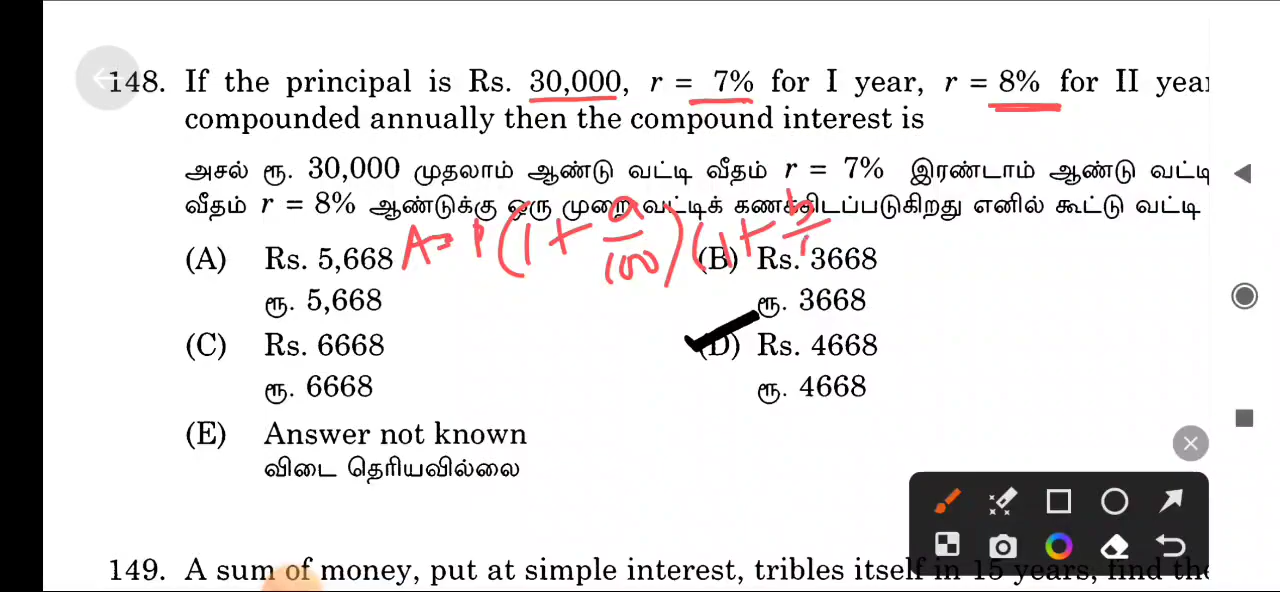 148. If the principal is Rs. 30,000, r = 7% for I year, r = 8% for II year
compounded annually then the compound interest is
அசல் ரூ. 30,000 முதலாம் ஆண்டு வட்டி வீதம் r = 7% இரண்டாம் ஆண்டு வட்டி
வீதம் r = 8% ஆண்டுக்கு ஒரு முறை வட்டிக் கணக்கிடப்படுகிறது எனில் கூட்டு வட்டி
A = P (1 + a/100) (1 + b/1
(A) Rs. 5,668 (B) Rs. 3668
ரூ. 5,668 ரூ. 3668
(C) Rs. 6668 (D) Rs. 4668
ரூ. 6668 ரூ. 4668
(E) Answer not known
விடை தெரியவில்லை
149. A sum of money, put at simple interest, tribles itself in 15 years, find the